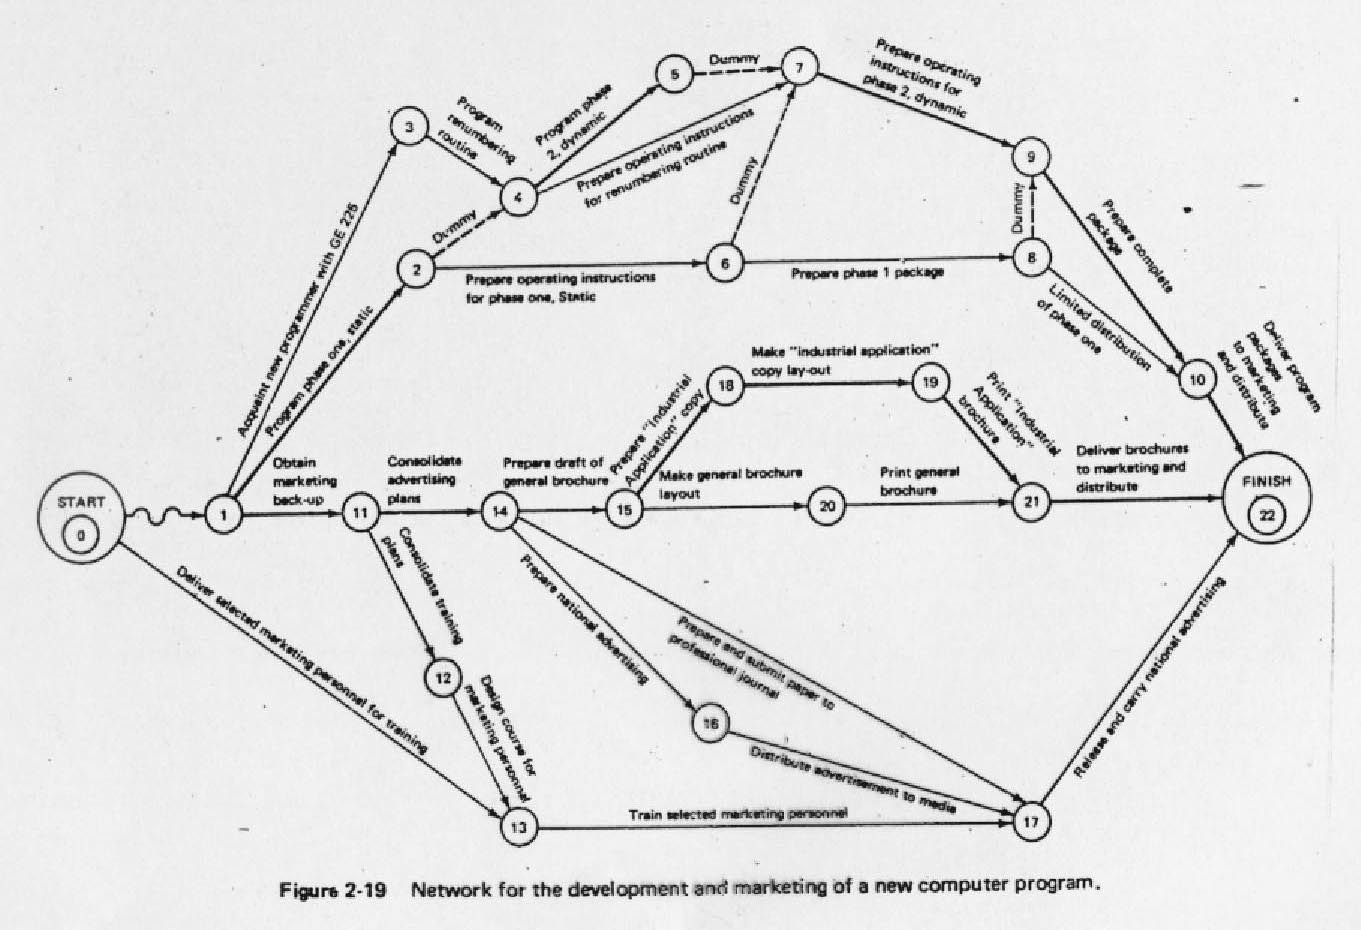 5
Dummy
7
Prepare operating
instructions for
phase 2, dynamic
3
Program
renumbering
routine
Program phase
2, dynamic
Prepare operating instructions
for renumbering routine
4
Dummy
9
Dummy
Dummy
Acquaint new programmer with GE 225
Program phase one, static
2
Prepare operating instructions
for phase one, Static
6
Prepare phase 1 package
8
Prepare complete
package
Limited distribution
of phase one
10
Deliver program
packages
to marketing
and distribute
Make "industrial application"
copy lay-out
18
19
Prepare "Industrial
Application" copy
Print "Industrial
Application"
brochure
START
0
1
Obtain
marketing
back-up
11
Consolidate
advertising
plans
14
Prepare draft of
general brochure
15
Make general brochure
layout
20
Print general
brochure
21
Deliver brochures
to marketing and
distribute
FINISH
22
Deliver selected marketing personnel for training
Consolidate training
plans
12
Design course for
marketing personnel
13
Prepare national advertising
Prepare and submit paper to
professional journal
16
Distribute advertisement to media
Train selected marketing personnel
17
Release and carry national advertising
Figure 2-19 Network for the development and marketing of a new computer program.